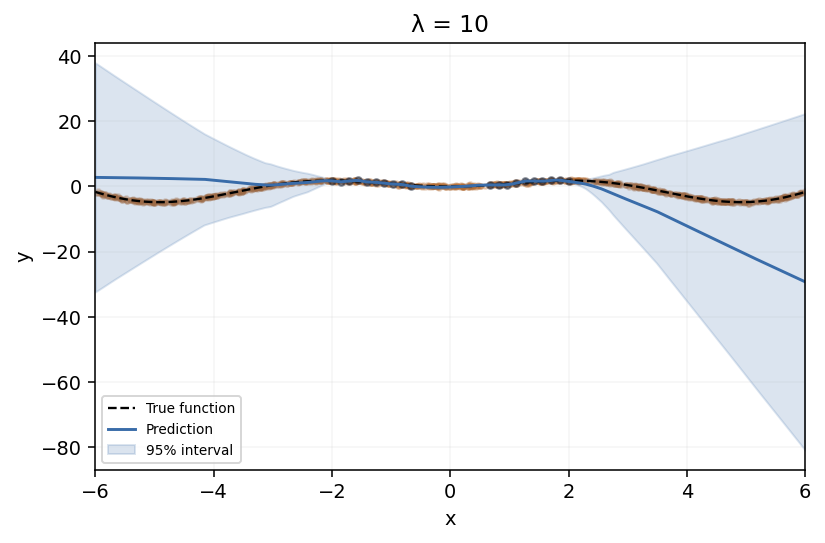 λ = 10
40
20
0
−20
−40
−60
−80
y
True function
Prediction
95% interval
−6 −4 −2 0 2 4 6
x